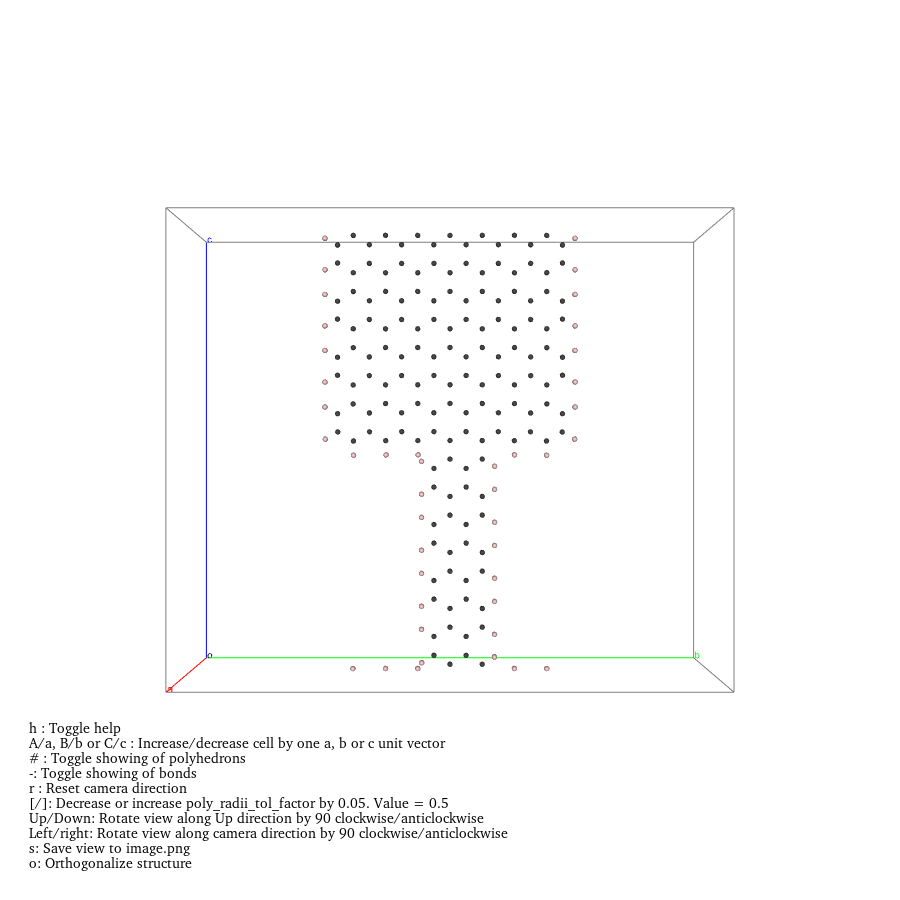 c
o
b
a
h : Toggle help
A/a, B/b or C/c : Increase/decrease cell by one a, b or c unit vector
# : Toggle showing of polyhedrons
-: Toggle showing of bonds
r : Reset camera direction
[/]: Decrease or increase poly_radii_tol_factor by 0.05. Value = 0.5
Up/Down: Rotate view along Up direction by 90 clockwise/anticlockwise
Left/right: Rotate view along camera direction by 90 clockwise/anticlockwise
s: Save view to image.png
o: Orthogonalize structure